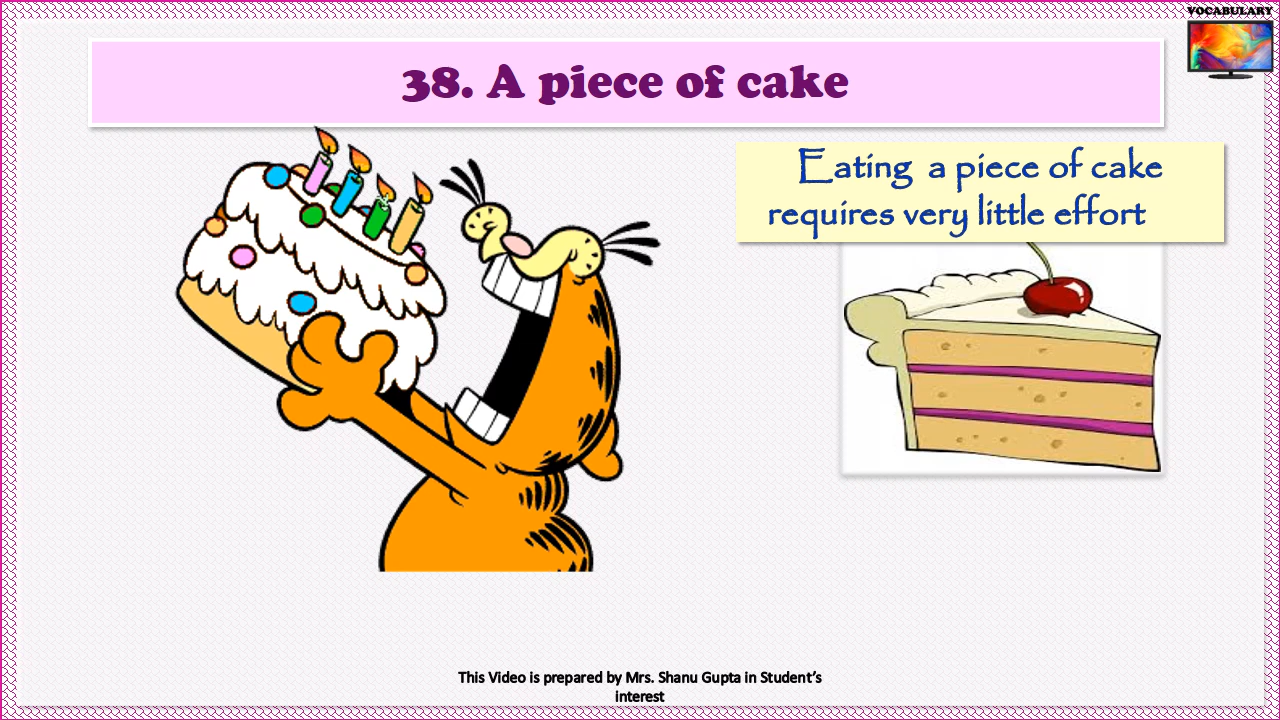 VOCABULARY
38. A piece of cake
Eating a piece of cake
requires very little effort
This Video is prepared by Mrs. Shanu Gupta in Student’s
interest